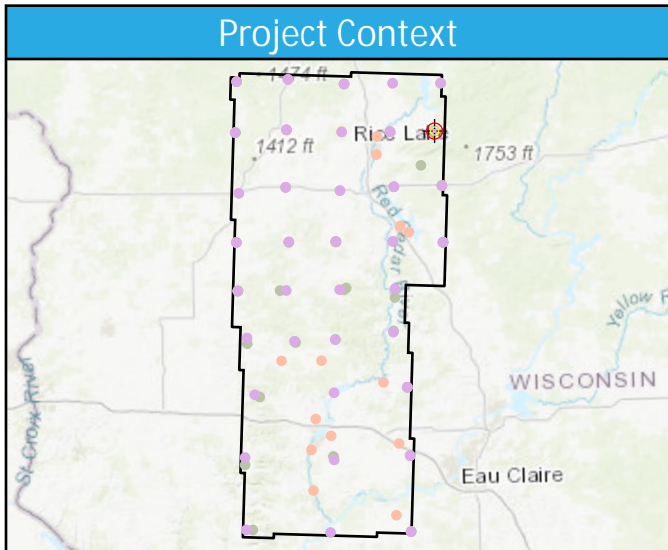 Project Context
1474 ft
1412 ft
Rice Lake
1753 ft
Red Cedar River
Yellow R
WISCONSIN
St Croix River
Eau Claire